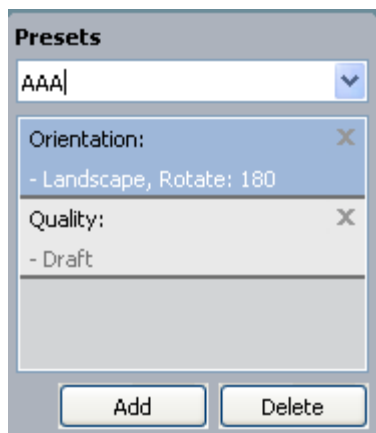 Presets
AAA
Orientation:
- Landscape, Rotate: 180
Quality:
- Draft
Add Delete